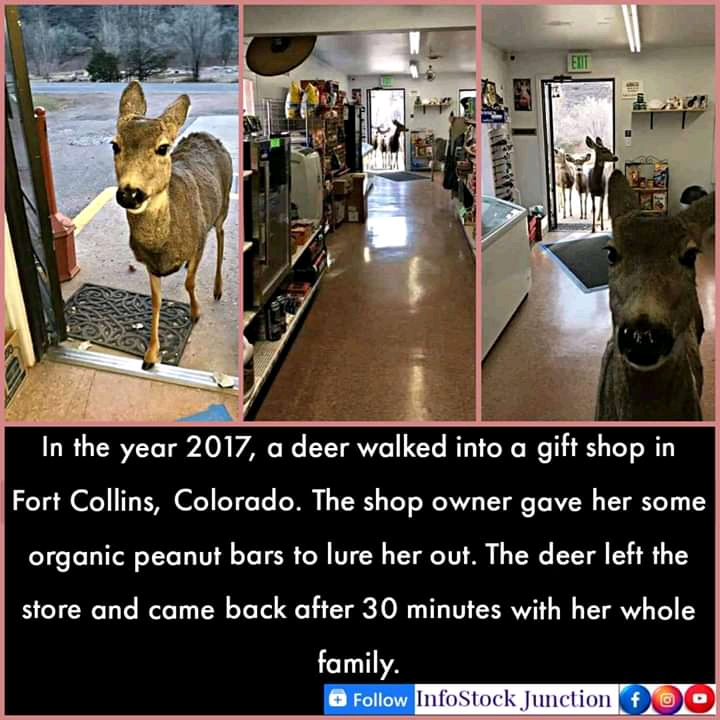 EXIT
EXIT
In the year 2017, a deer walked into a gift shop in
Fort Collins, Colorado. The shop owner gave her some
organic peanut bars to lure her out. The deer left the
store and came back after 30 minutes with her whole
family.
Follow InfoStock Junction